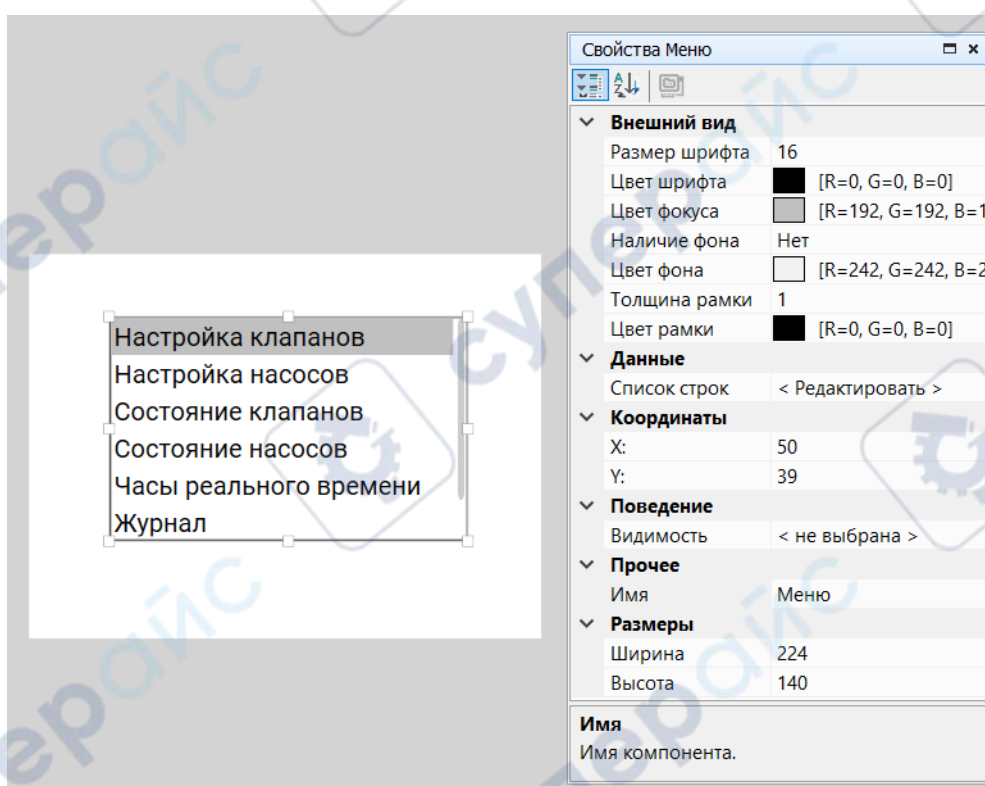 Настройка клапанов
Настройка насосов
Состояние клапанов
Состояние насосов
Часы реального времени
Журнал
Свойства Меню
Внешний вид
Размер шрифта 16
Цвет шрифта [R=0, G=0, B=0]
Цвет фокуса [R=192, G=192, B=1
Наличие фона Нет
Цвет фона [R=242, G=242, B=2
Толщина рамки 1
Цвет рамки [R=0, G=0, B=0]
Данные
Список строк < Редактировать >
Координаты
X: 50
Y: 39
Поведение
Видимость < не выбрана >
Прочее
Имя Меню
Размеры
Ширина 224
Высота 140
Имя
Имя компонента.
суперайс